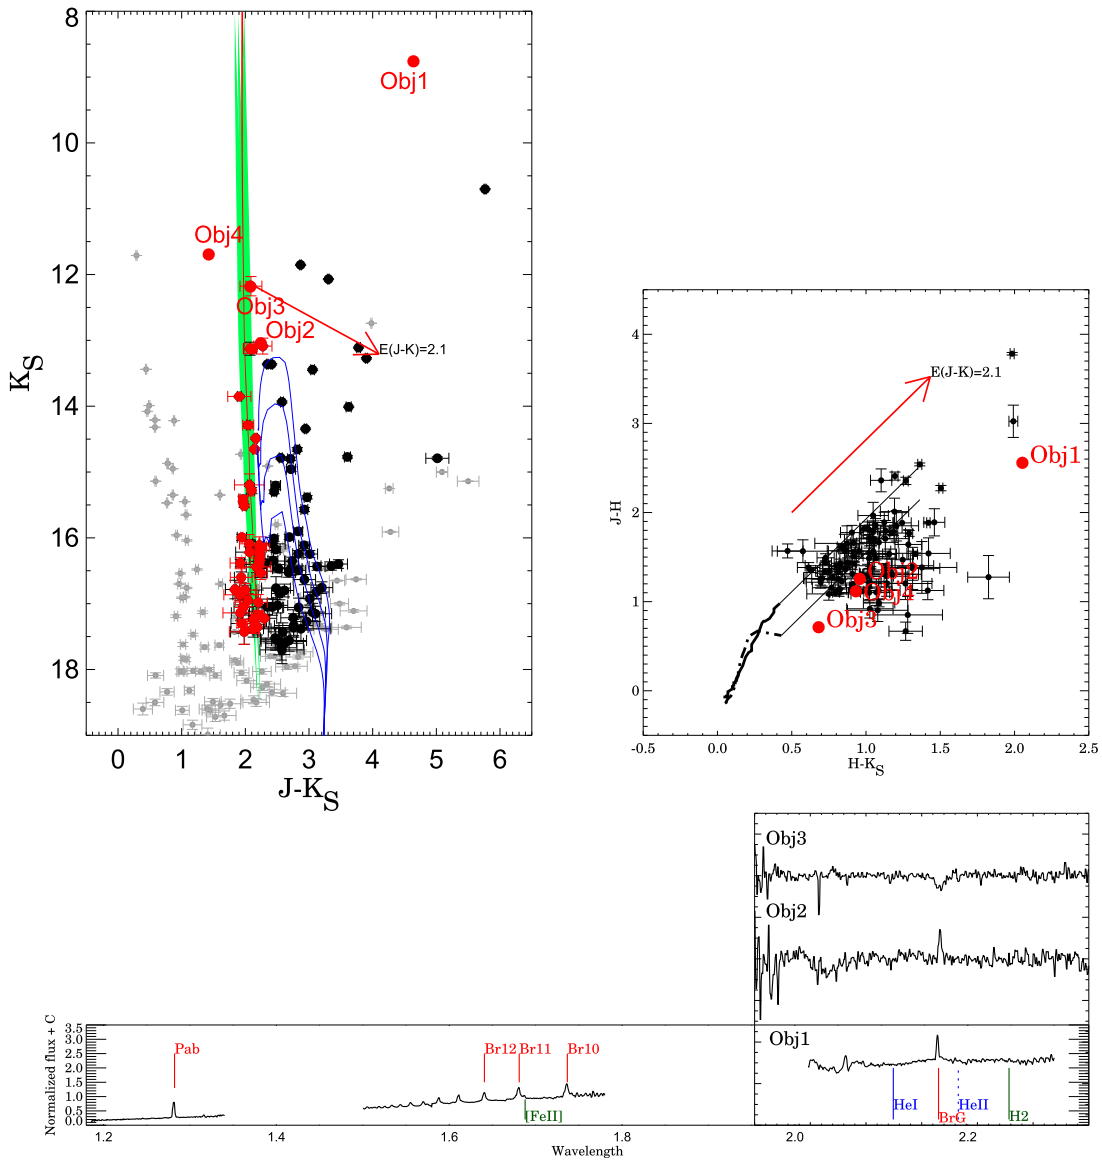 8
10
12
14
16
18
K_S
0 1 2 3 4 5 6
J-K_S
Obj1
Obj4
Obj3
Obj2
E(J-K)=2.1
4
3
2
1
0
J-H
-0.5 0.0 0.5 1.0 1.5 2.0 2.5
H-K_S
E(J-K)=2.1
Obj1
Obj2
Obj4
Obj3
Obj3
Obj2
Obj1
HeI
BrG
HeII
H2
Normalized flux + C
3.5
3.0
2.5
2.0
1.5
1.0
0.5
0.0
Pab
Br12
Br11
Br10
[FeII]
1.2 1.4 1.6 1.8 2.0 2.2
Wavelength